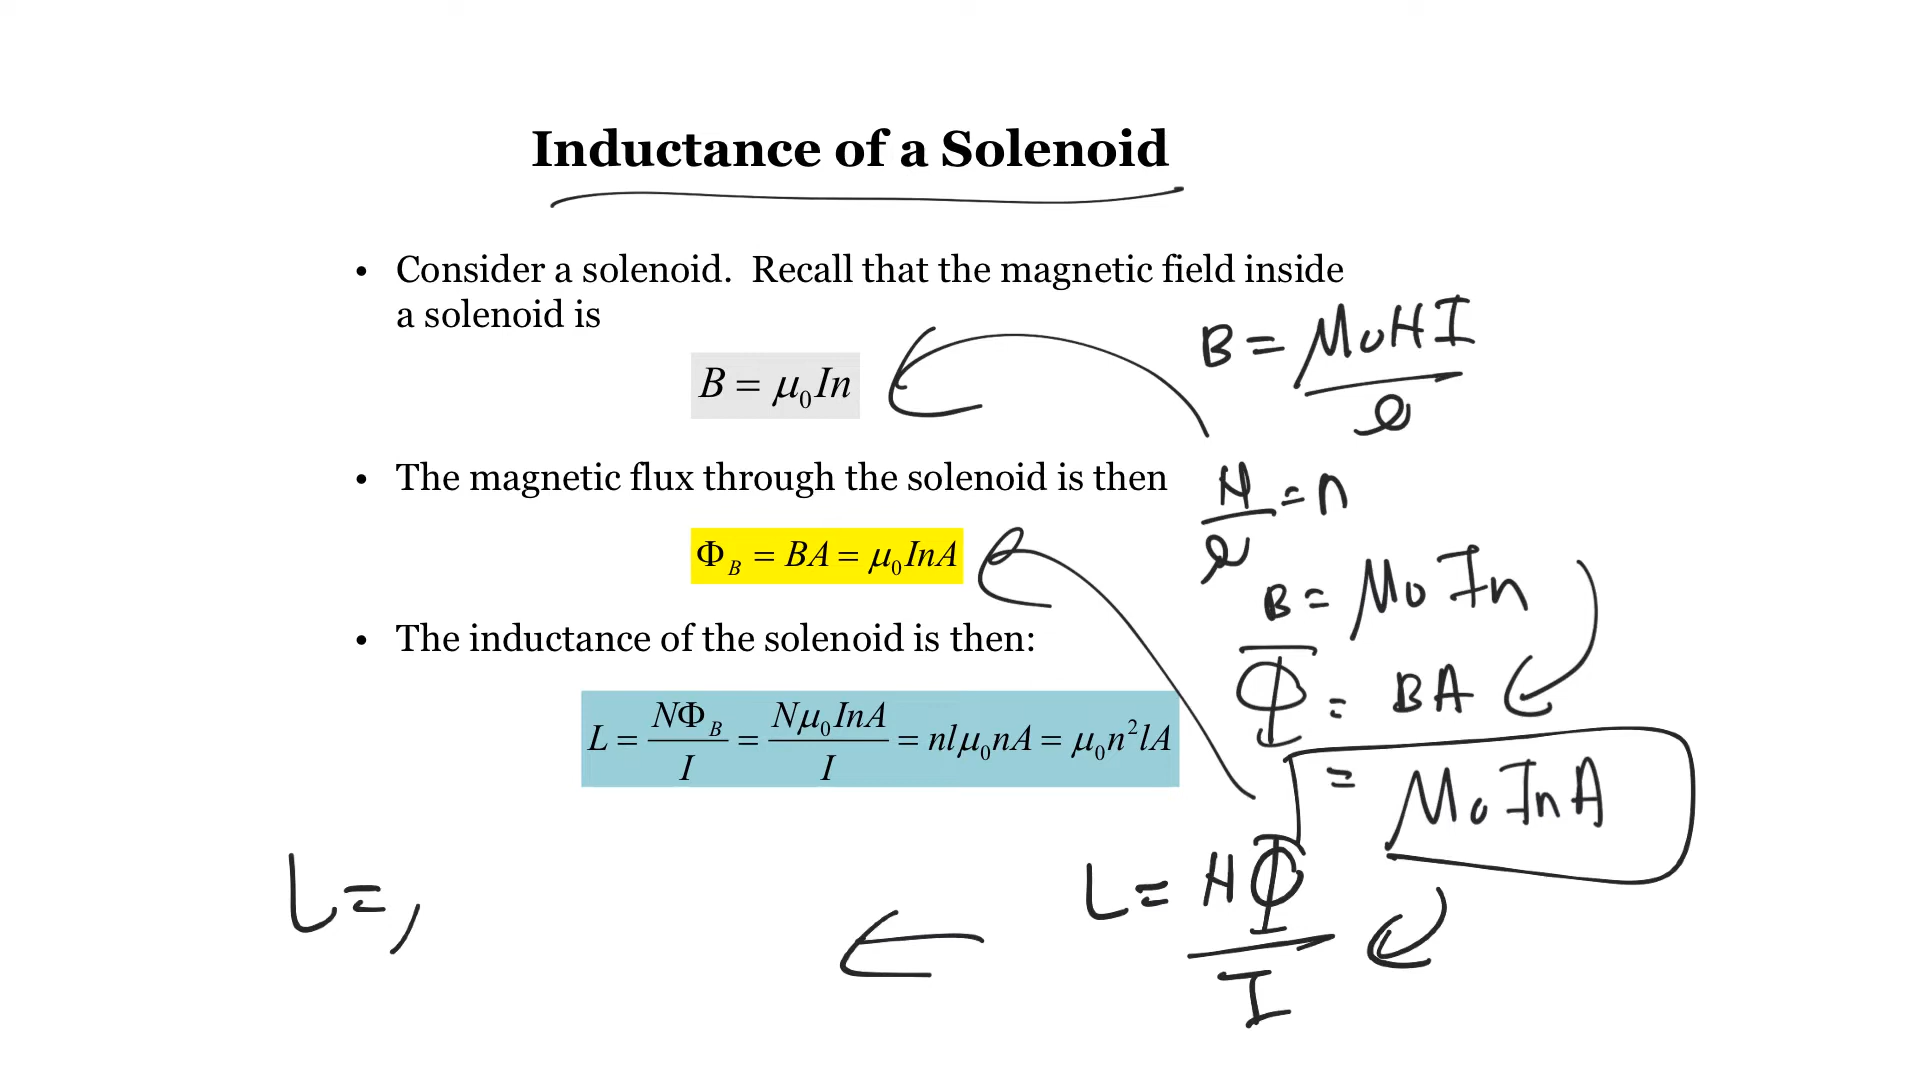 Inductance of a Solenoid
• Consider a solenoid. Recall that the magnetic field inside
a solenoid is
B = μ₀In
B = μ₀NI / l
• The magnetic flux through the solenoid is then
N / l = n
Φ_B = BA = μ₀InA
B = μ₀In
• The inductance of the solenoid is then:
Φ = BA
L = NΦ_B / I = Nμ₀InA / I = nlμ₀nA = μ₀n²lA
= μ₀InA
L = NΦ / I
L =